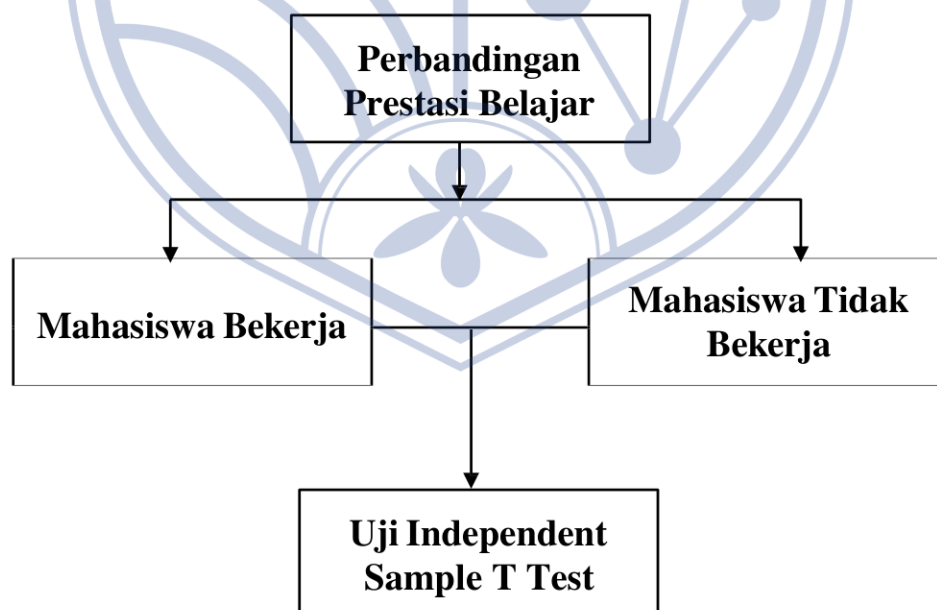 Perbandingan
Prestasi Belajar
Mahasiswa Bekerja
Mahasiswa Tidak
Bekerja
Uji Independent
Sample T Test